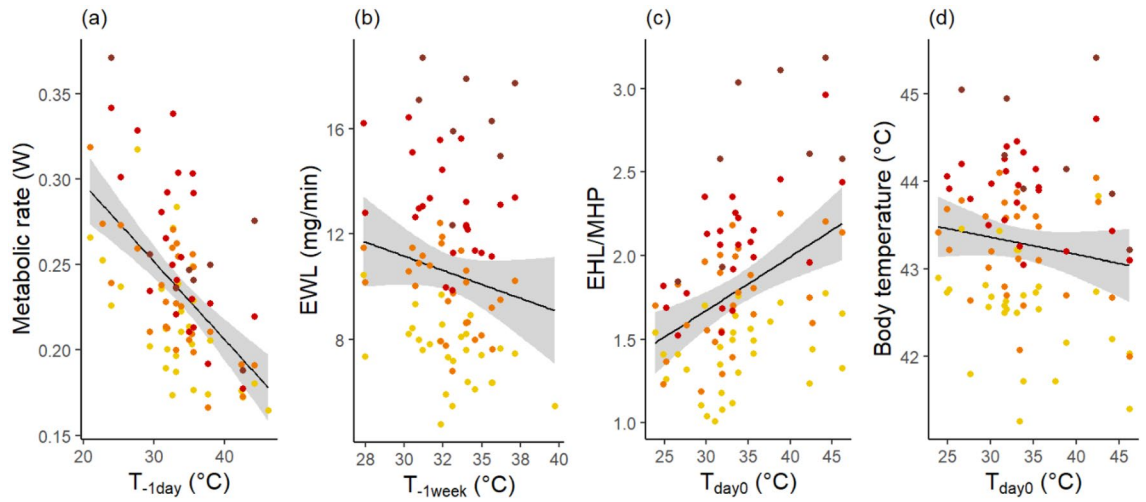 (a)
Metabolic rate (W)
0.35
0.30
0.25
0.20
0.15
20 30 40
T-1day (°C)
(b)
EWL (mg/min)
16
12
8
28 30 32 34 36 38 40
T-1week (°C)
(c)
EHL/MHP
3.0
2.5
2.0
1.5
1.0
25 30 35 40 45
Tday0 (°C)
(d)
Body temperature (°C)
45
44
43
42
25 30 35 40 45
Tday0 (°C)